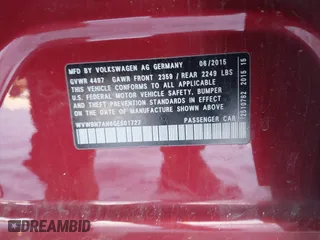 MFD BY VOLKSWAGEN AG GERMANY 06/2015
GVWR 4497 GAWR FRONT 2359 / REAR 2249 LBS
THIS VEHICLE CONFORMS TO ALL APPLICABLE
U.S. FEDERAL MOTOR VEHICLE SAFETY,
BUMPER, AND THEFT PREVENTION STANDARDS
IN EFFECT ON THE DATE OF MANUFACTURE
SHOWN ABOVE.
PASSENGER CAR
2015 15
DREAMBID